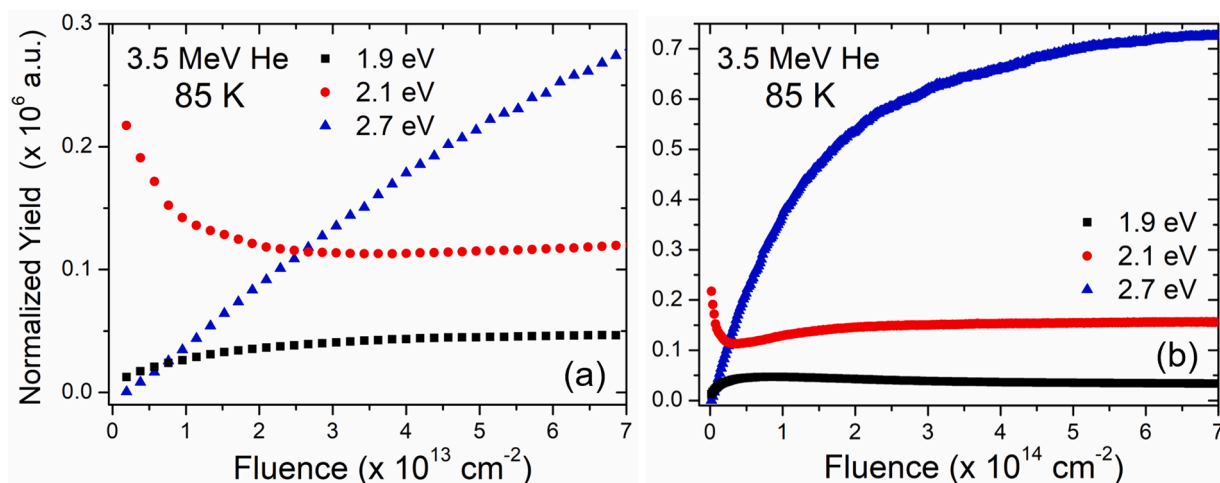 Normalized Yield (x 10⁶ a.u.)
0.3
0.2
0.1
0.0
3.5 MeV He
85 K
1.9 eV
2.1 eV
2.7 eV
(a)
0 1 2 3 4 5 6 7
Fluence (x 10¹³ cm⁻²)
0.7
0.6
0.5
0.4
0.3
0.2
0.1
0.0
3.5 MeV He
85 K
1.9 eV
2.1 eV
2.7 eV
(b)
0 1 2 3 4 5 6 7
Fluence (x 10¹⁴ cm⁻²)